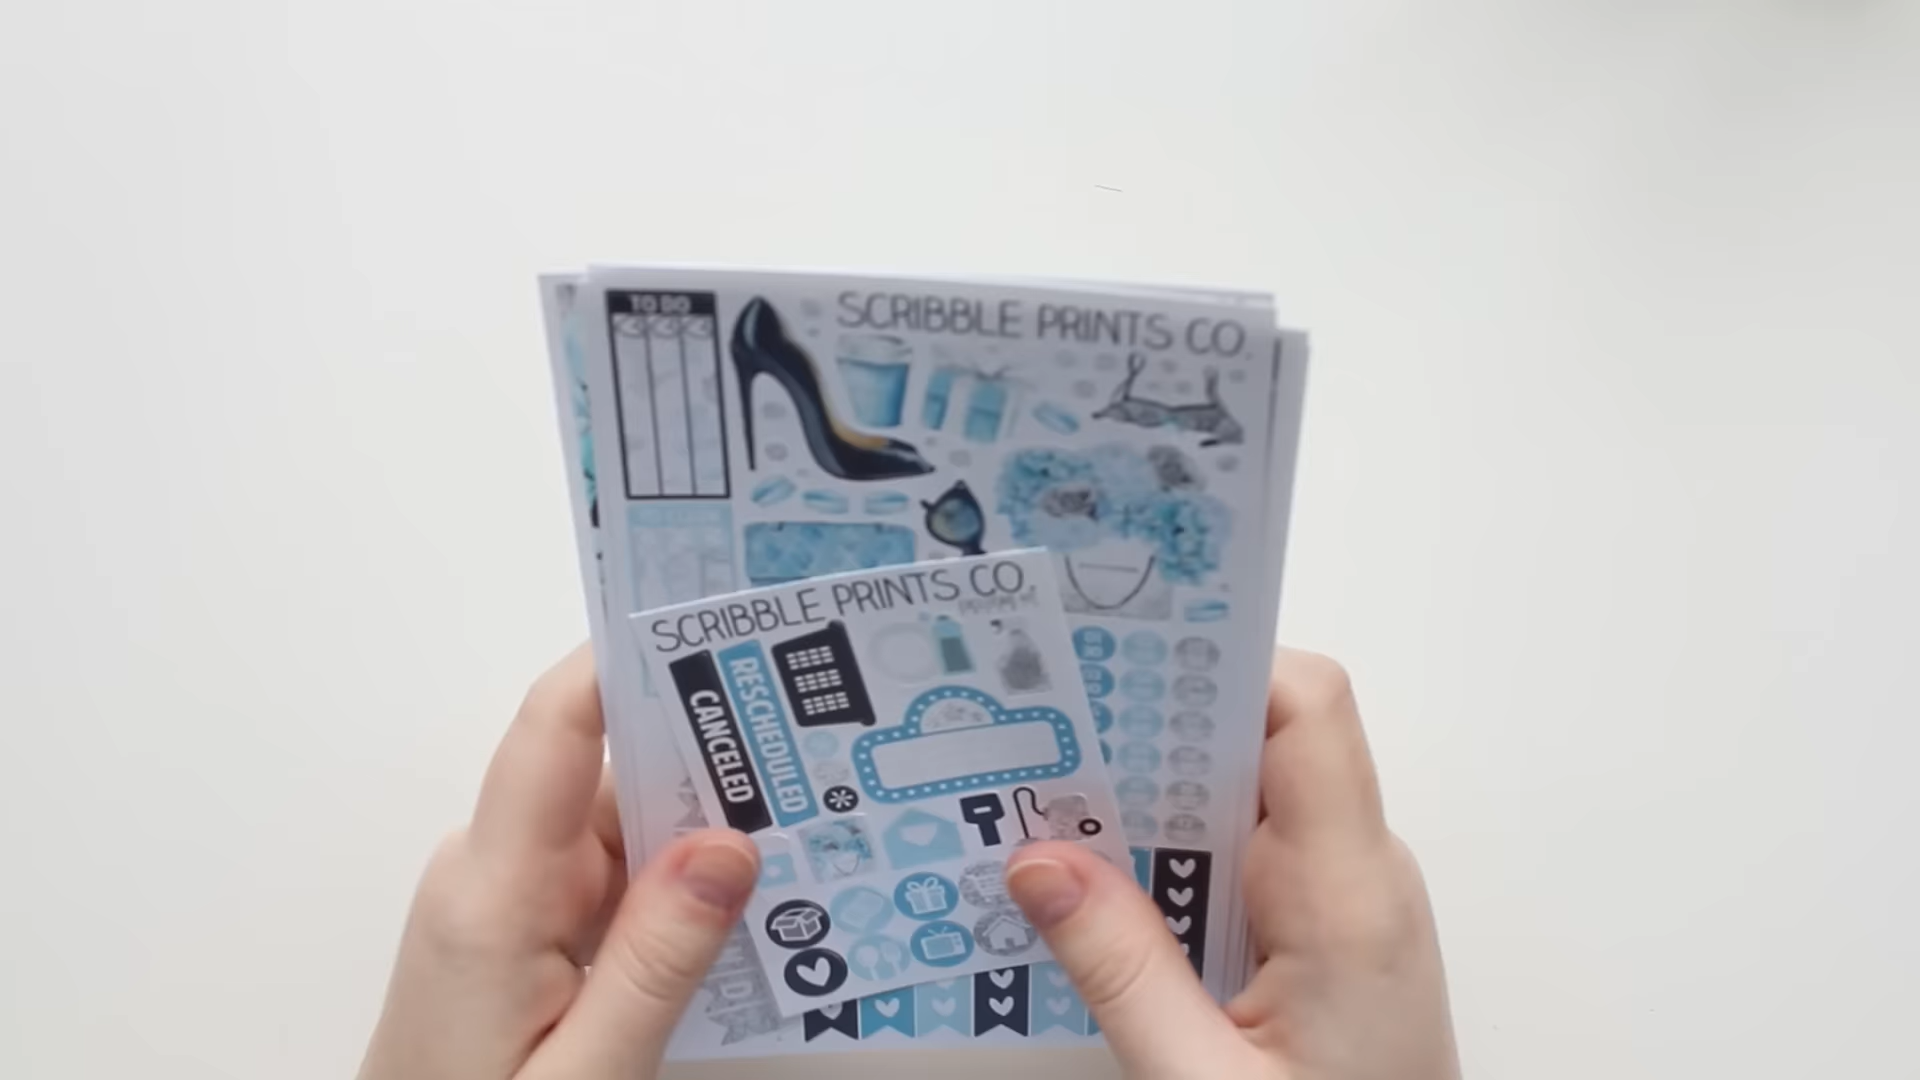 TO DO
SCRIBBLE PRINTS CO.
SCRIBBLE PRINTS CO.
RESCHEDULED
CANCELED